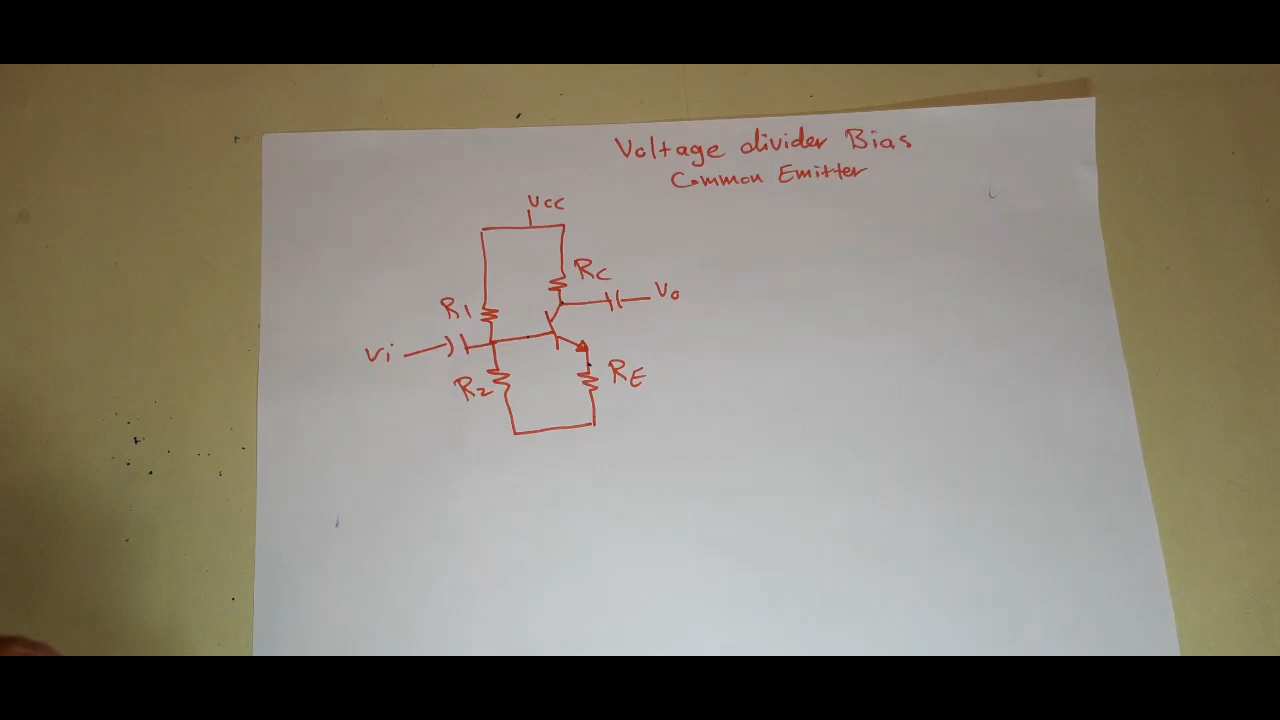 Voltage divider Bias
Common Emitter
Vcc
RC
R1
Vo
Vi
R2
RE